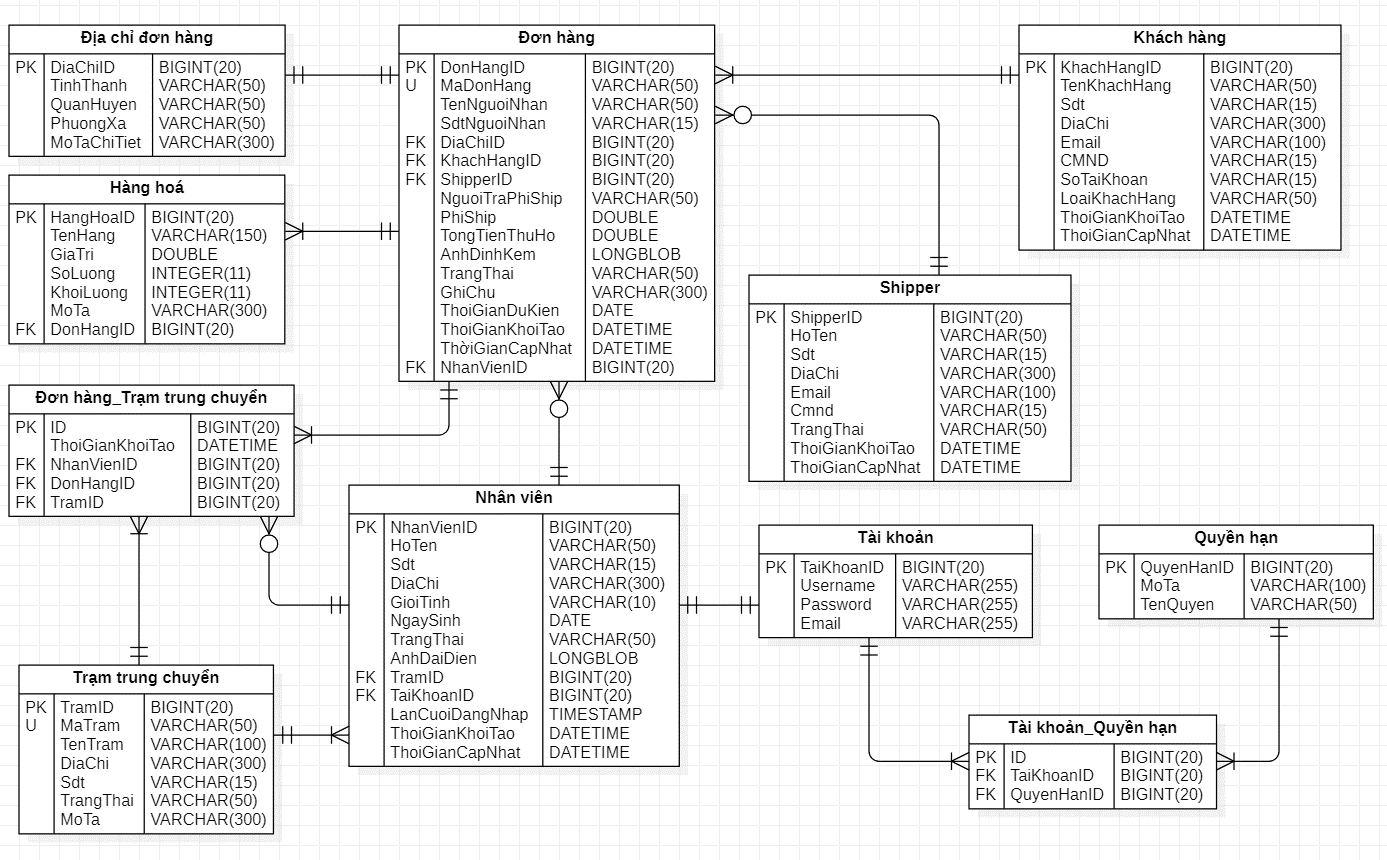 Địa chỉ đơn hàng
PK DiaChiID BIGINT(20)
TinhThanh VARCHAR(50)
QuanHuyen VARCHAR(50)
PhuongXa VARCHAR(50)
MoTaChiTiet VARCHAR(300)
Hàng hoá
PK HangHoaID BIGINT(20)
TenHang VARCHAR(150)
GiaTri DOUBLE
SoLuong INTEGER(11)
KhoiLuong INTEGER(11)
MoTa VARCHAR(300)
FK DonHangID BIGINT(20)
Đơn hàng
PK DonHangID BIGINT(20)
U MaDonHang VARCHAR(50)
TenNguoiNhan VARCHAR(50)
SdtNguoiNhan VARCHAR(15)
FK DiaChiID BIGINT(20)
FK KhachHangID BIGINT(20)
FK ShipperID BIGINT(20)
NguoiTraPhiShip VARCHAR(50)
PhiShip DOUBLE
TongTienThuHo DOUBLE
AnhDinhKem LONGBLOB
TrangThai VARCHAR(50)
GhiChu VARCHAR(300)
ThoiGianDuKien DATE
ThoiGianKhoiTao DATETIME
ThờiGianCapNhat DATETIME
FK NhanVienID BIGINT(20)
Khách hàng
PK KhachHangID BIGINT(20)
TenKhachHang VARCHAR(50)
Sdt VARCHAR(15)
DiaChi VARCHAR(300)
Email VARCHAR(100)
CMND VARCHAR(15)
SoTaiKhoan VARCHAR(15)
LoaiKhachHang VARCHAR(50)
ThoiGianKhoiTao DATETIME
ThoiGianCapNhat DATETIME
Shipper
PK ShipperID BIGINT(20)
HoTen VARCHAR(50)
Sdt VARCHAR(15)
DiaChi VARCHAR(300)
Email VARCHAR(100)
Cmnd VARCHAR(15)
TrangThai VARCHAR(50)
ThoiGianKhoiTao DATETIME
ThoiGianCapNhat DATETIME
Đơn hàng_Trạm trung chuyển
PK ID BIGINT(20)
ThoiGianKhoiTao DATETIME
FK NhanVienID BIGINT(20)
FK DonHangID BIGINT(20)
FK TramID BIGINT(20)
Nhân viên
PK NhanVienID BIGINT(20)
HoTen VARCHAR(50)
Sdt VARCHAR(15)
DiaChi VARCHAR(300)
GioiTinh VARCHAR(10)
NgaySinh DATE
TrangThai VARCHAR(50)
AnhDaiDien LONGBLOB
FK TramID BIGINT(20)
FK TaiKhoanID BIGINT(20)
LanCuoiDangNhap TIMESTAMP
ThoiGianKhoiTao DATETIME
ThoiGianCapNhat DATETIME
Tài khoản
PK TaiKhoanID BIGINT(20)
Username VARCHAR(255)
Password VARCHAR(255)
Email VARCHAR(255)
Quyền hạn
PK QuyenHanID BIGINT(20)
MoTa VARCHAR(100)
TenQuyen VARCHAR(50)
Trạm trung chuyển
PK TramID BIGINT(20)
U MaTram VARCHAR(50)
TenTram VARCHAR(100)
DiaChi VARCHAR(300)
Sdt VARCHAR(15)
TrangThai VARCHAR(50)
MoTa VARCHAR(300)
Tài khoản_Quyền hạn
PK ID BIGINT(20)
FK TaiKhoanID BIGINT(20)
FK QuyenHanID BIGINT(20)